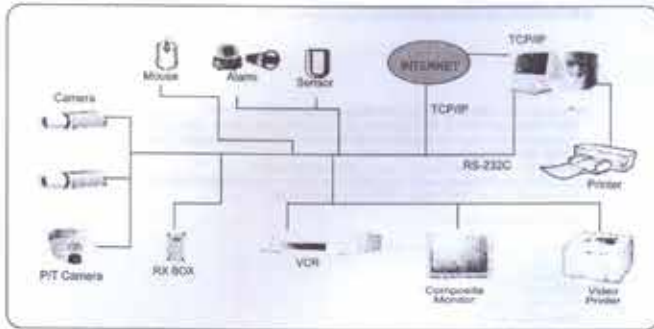 TCP/IP
INTERNET
Mouse
Alarm
Sensor
Camera
TCP/IP
RS-232C
Printer
P/T Camera
RX BOX
VCR
Composite
Monitor
Video
Printer